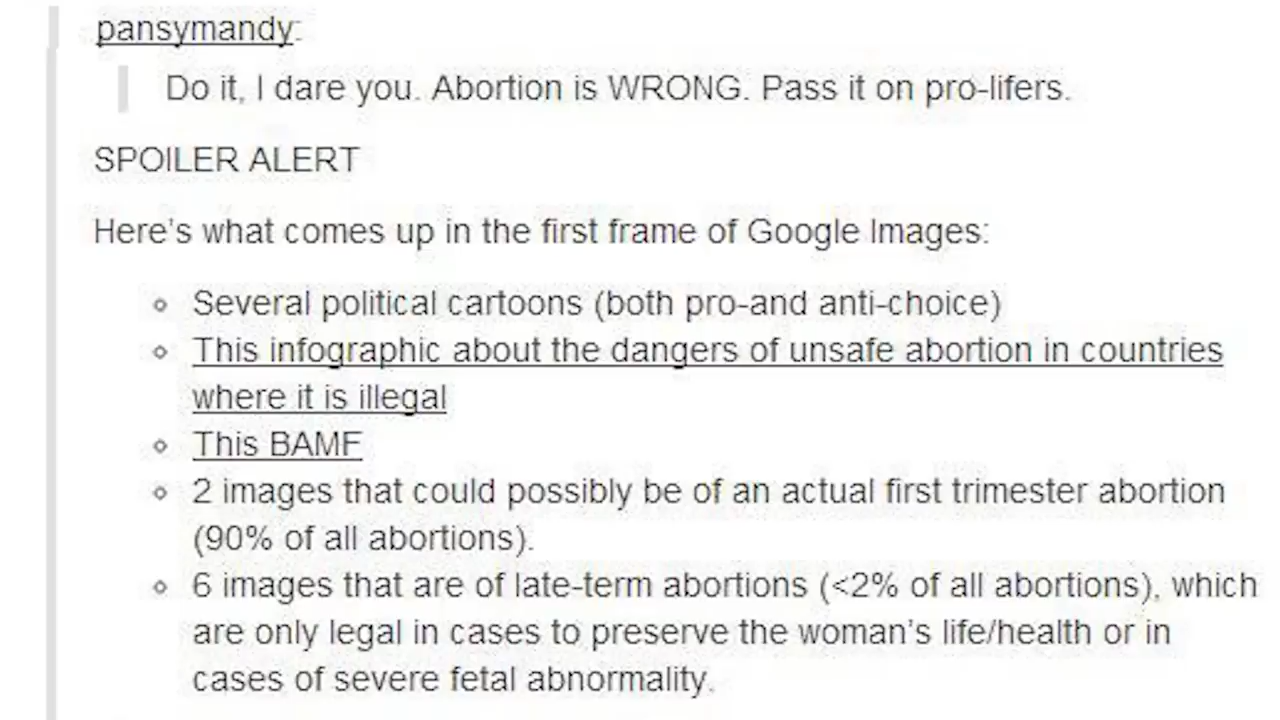 pansymandy:
Do it, I dare you. Abortion is WRONG. Pass it on pro-lifers.
SPOILER ALERT
Here's what comes up in the first frame of Google Images:
Several political cartoons (both pro-and anti-choice)
This infographic about the dangers of unsafe abortion in countries
where it is illegal
This BAMF
2 images that could possibly be of an actual first trimester abortion
(90% of all abortions).
6 images that are of late-term abortions (<2% of all abortions), which
are only legal in cases to preserve the woman's life/health or in
cases of severe fetal abnormality.